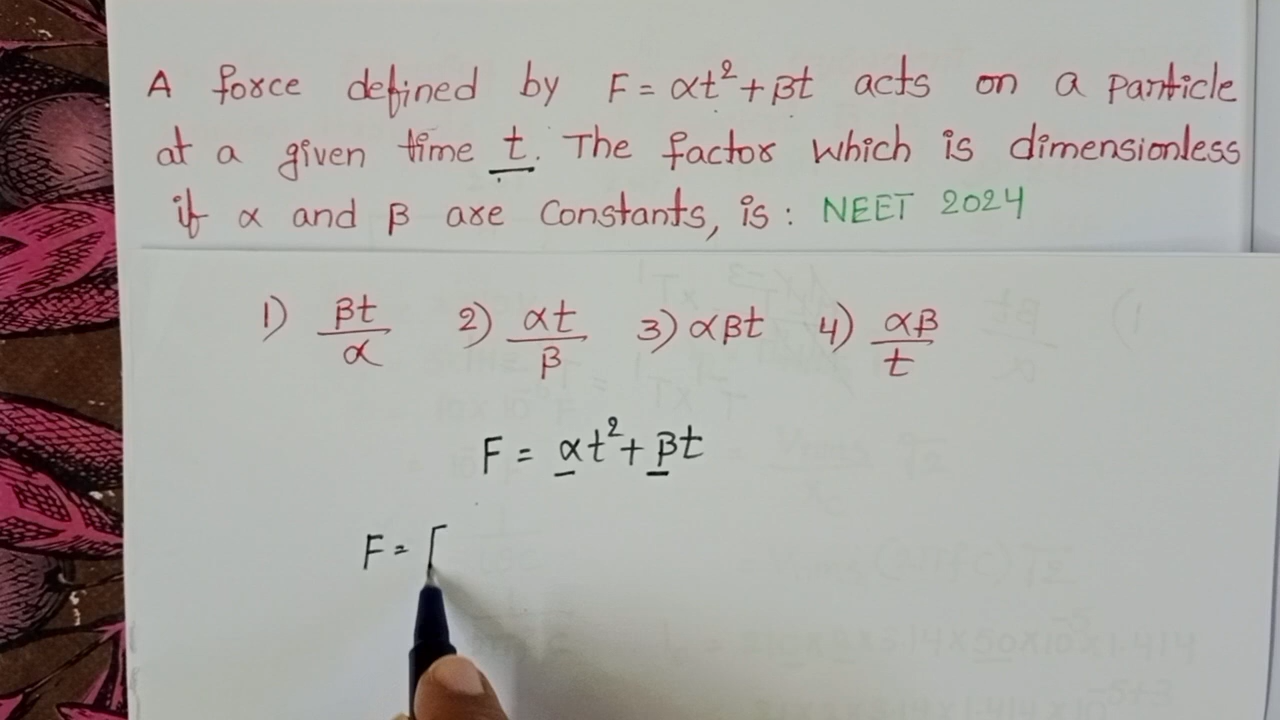 A force defined by F = αt² + βt acts on a particle
at a given time t. The factor which is dimensionless
if α and β are Constants, is : NEET 2024
1) βt/α 2) αt/β 3) αβt 4) αβ/t
F = αt² + βt
F = [